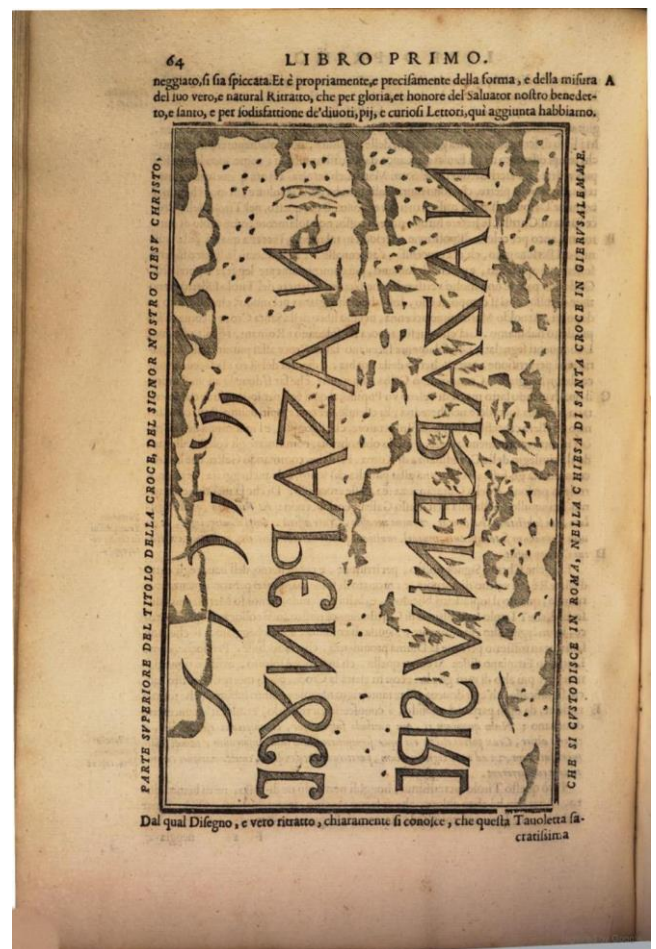 64 LIBRO PRIMO.
neggiato,ſi ſia ſpiccata.Et è propriamente,e preciſamente della forma, e della miſura A
del ſuo vero,e natural Ritratto, che per gloria,et honore del Saluator noſtro benedet-
to,e ſanto, e per ſodisfattione de'diuoti,pij, e curioſi Lettori,qui aggiunta habbiamo.
PARTE SVPERIORE DEL TITOLO DELLA CROCE, DEL SIGNOR NOSTRO GIESV CHRISTO,
NAZAPENȣC
NAZARENVSRE
CHE SI CVSTODISCE IN ROMA, NELLA CHIESA DI SANTA CROCE IN GIERVSALEMME.
Dal qual Diſegno, e vero ritratto, chiaramente ſi conoſce, che queſta Tauoletta ſa-
cratiſſima